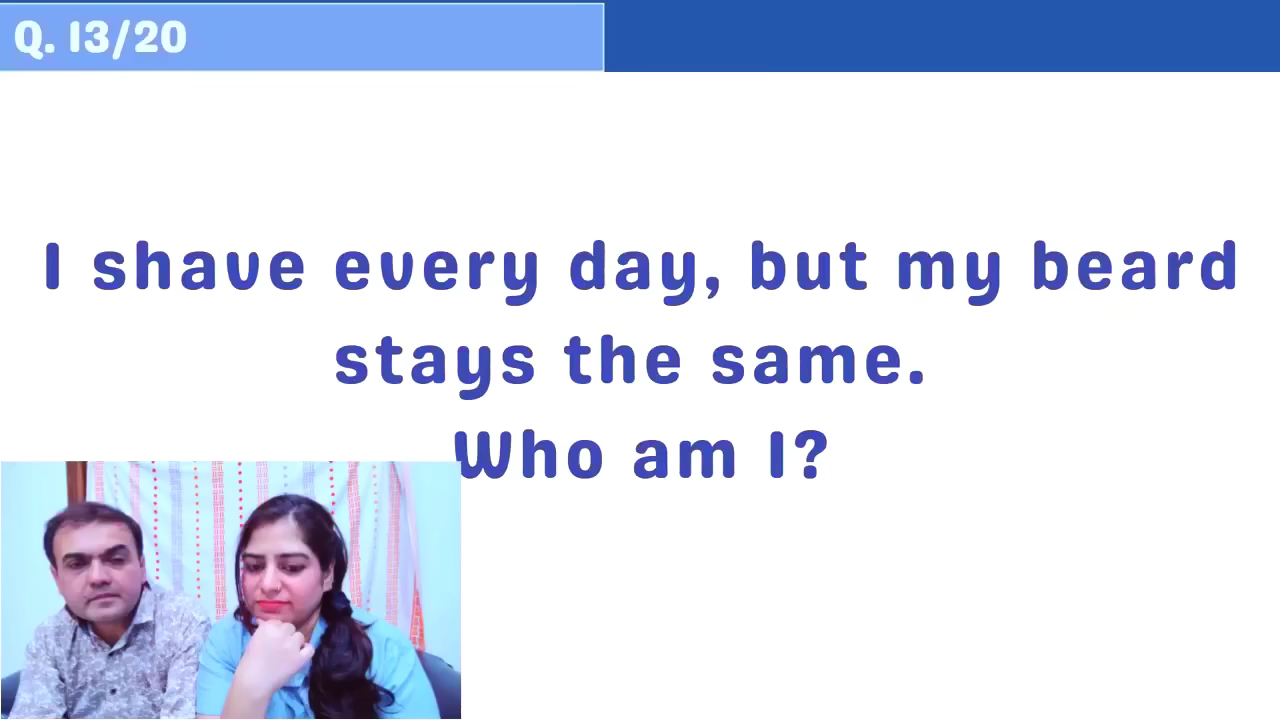 Q. 13/20
I shave every day, but my beard
stays the same.
Who am I?